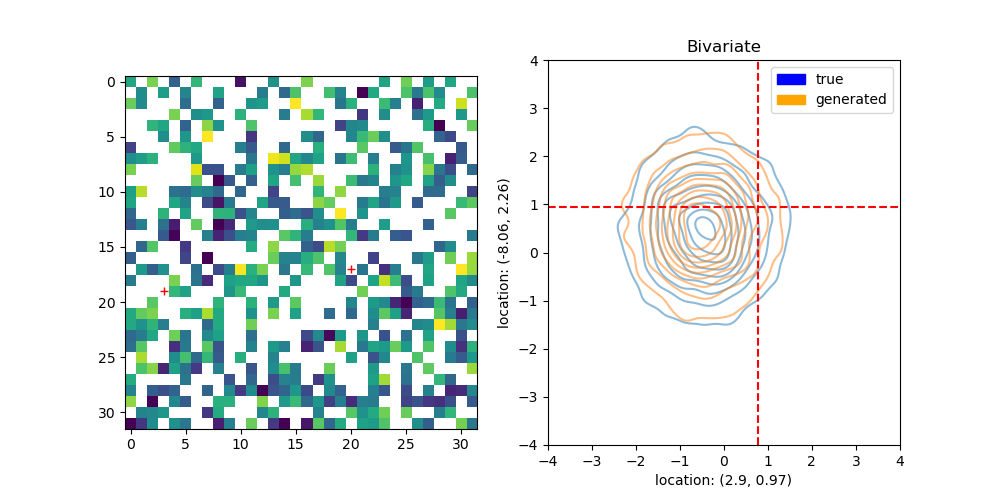 Bivariate
0
5
10
15
20
25
30
0 5 10 15 20 25 30
true
generated
4
3
2
1
0
−1
−2
−3
−4
−4 −3 −2 −1 0 1 2 3 4
location: (-8.06, 2.26)
location: (2.9, 0.97)